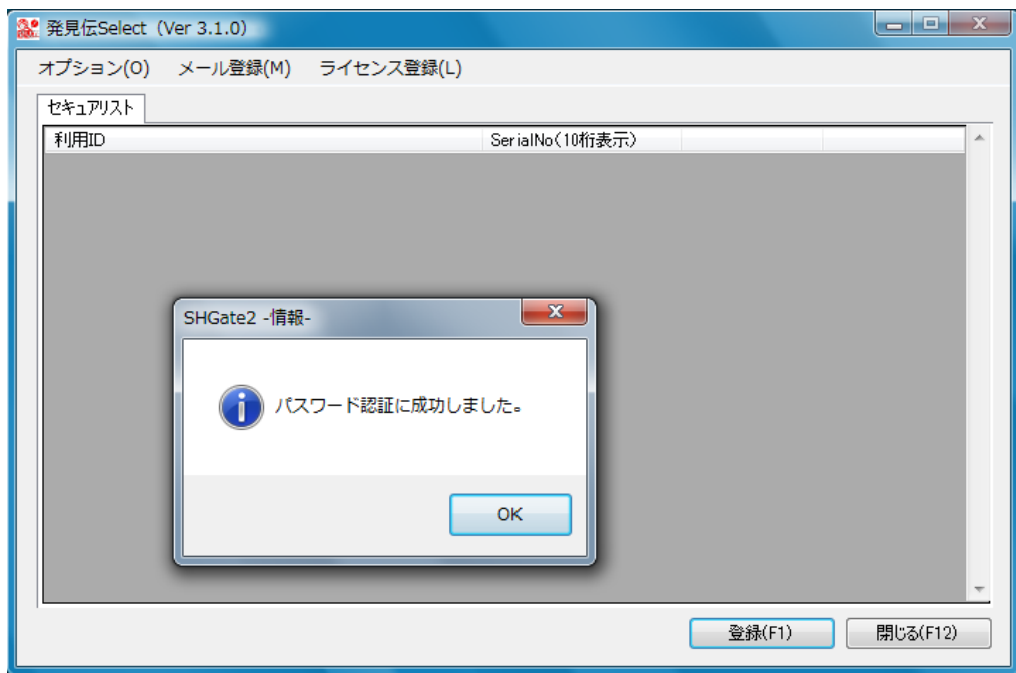 発見伝Select（Ver 3.1.0）
オプション(O) メール登録(M) ライセンス登録(L)
セキュアリスト
利用ID SerialNo(10桁表示)
SHGate2 -情報-
パスワード認証に成功しました。
OK
登録(F1) 閉じる(F12)